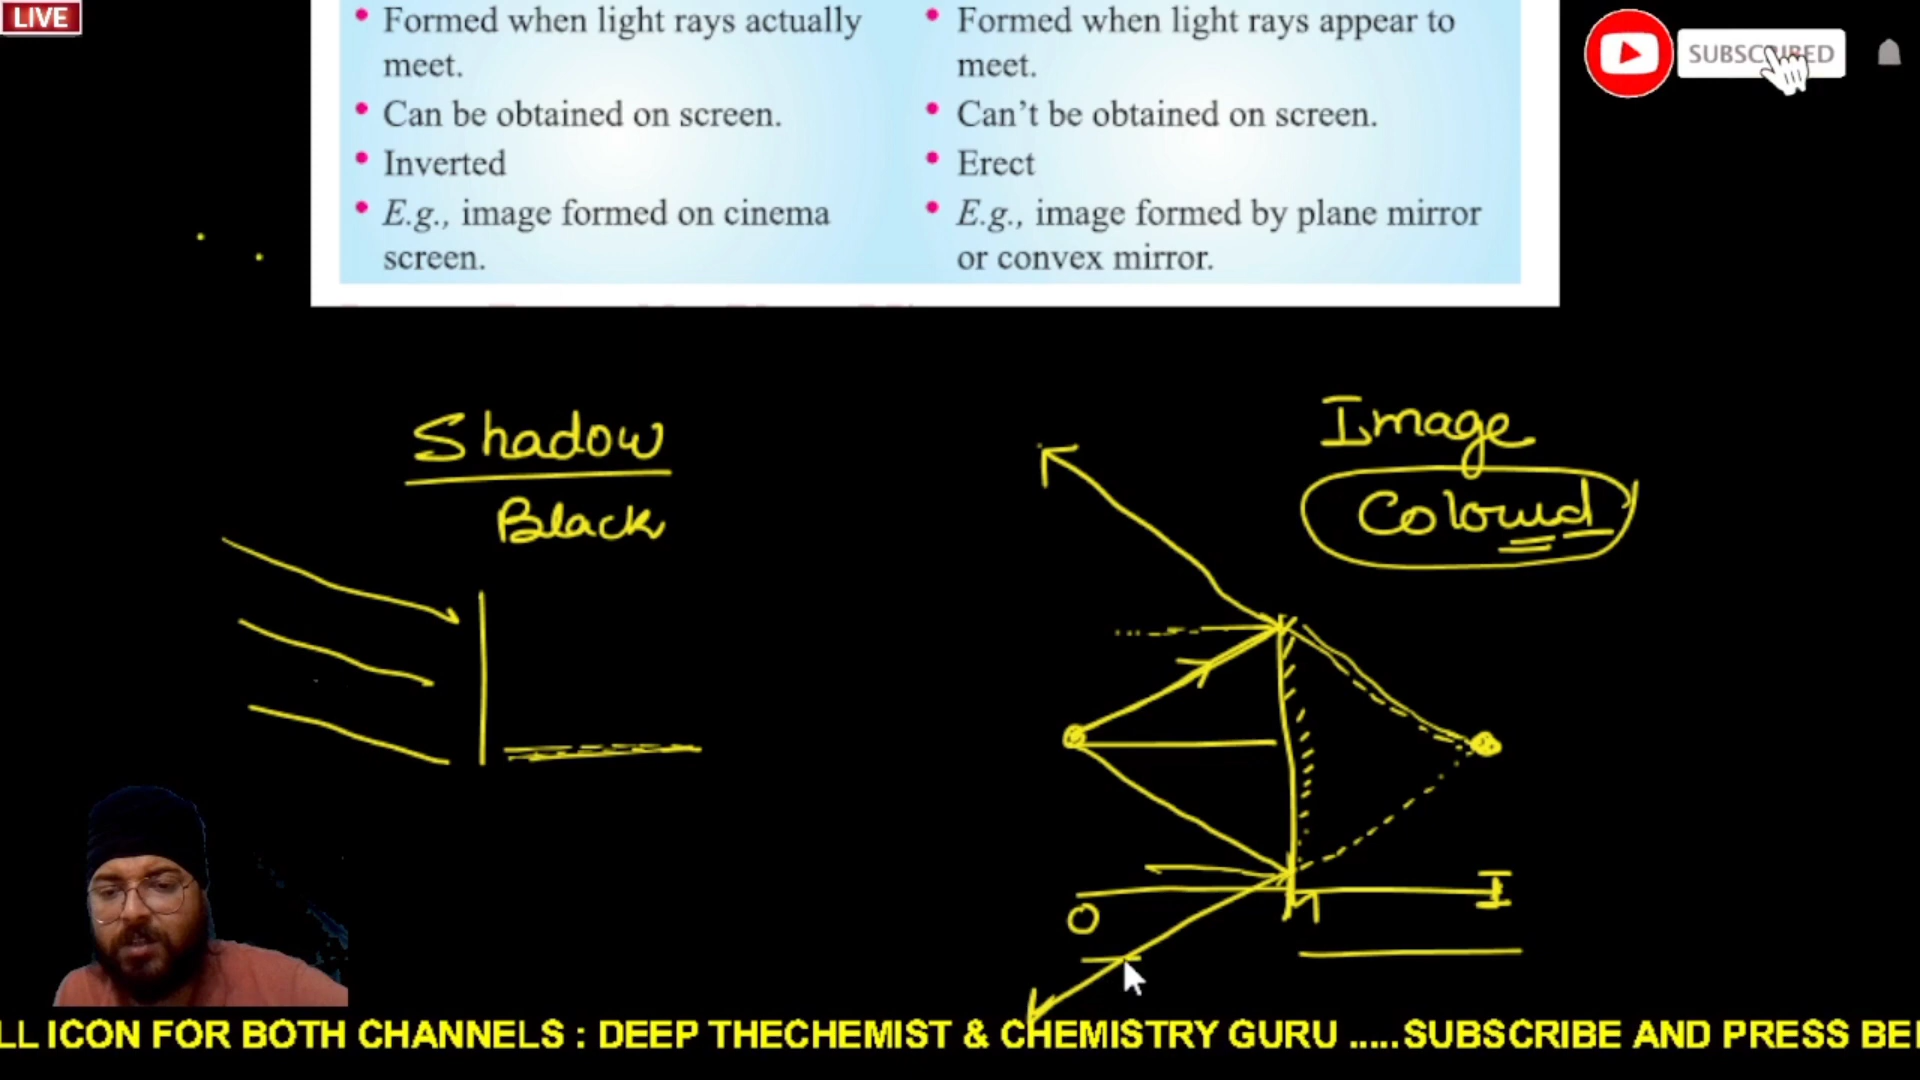 LIVE
• Formed when light rays actually
meet.
• Can be obtained on screen.
• Inverted
• E.g., image formed on cinema
screen.
• Formed when light rays appear to
meet.
• Can't be obtained on screen.
• Erect
• E.g., image formed by plane mirror
or convex mirror.
SUBSCRIBED
Shadow
Black
Image
Coloured
O
M
I
LL ICON FOR BOTH CHANNELS : DEEP THECHEMIST & CHEMISTRY GURU .....SUBSCRIBE AND PRESS BE